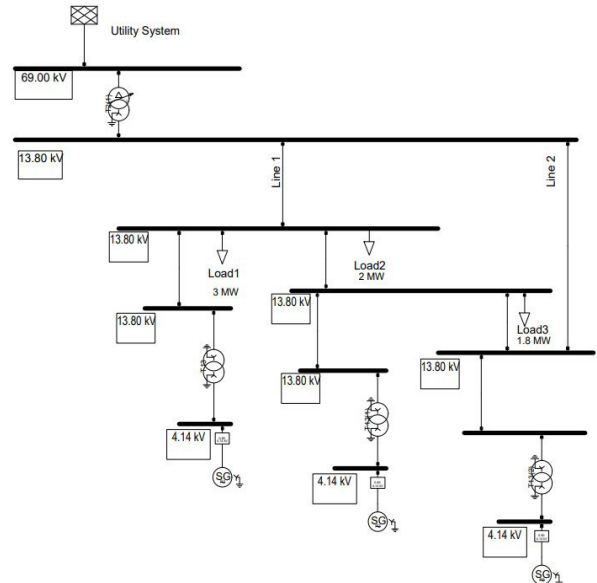 Utility System
69.00 kV
13.80 kV
Line 1
Line 2
13.80 kV
Load1
3 MW
Load2
2 MW
13.80 kV
13.80 kV
Load3
1.8 MW
13.80 kV
13.80 kV
4.14 kV
SG
4.14 kV
SG
4.14 kV
SG